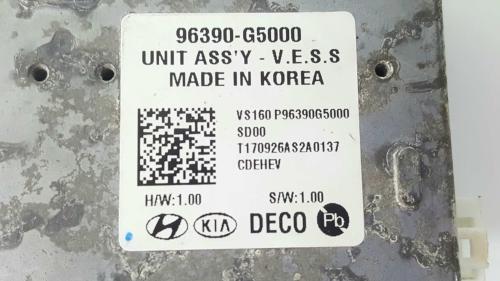 96390-G5000
UNIT ASS'Y - V.E.S.S
MADE IN KOREA
VS160 P96390G5000
SD00
T170926AS2A0137
CDEHEV
H/W:1.00 S/W:1.00
KIA DECO Pb